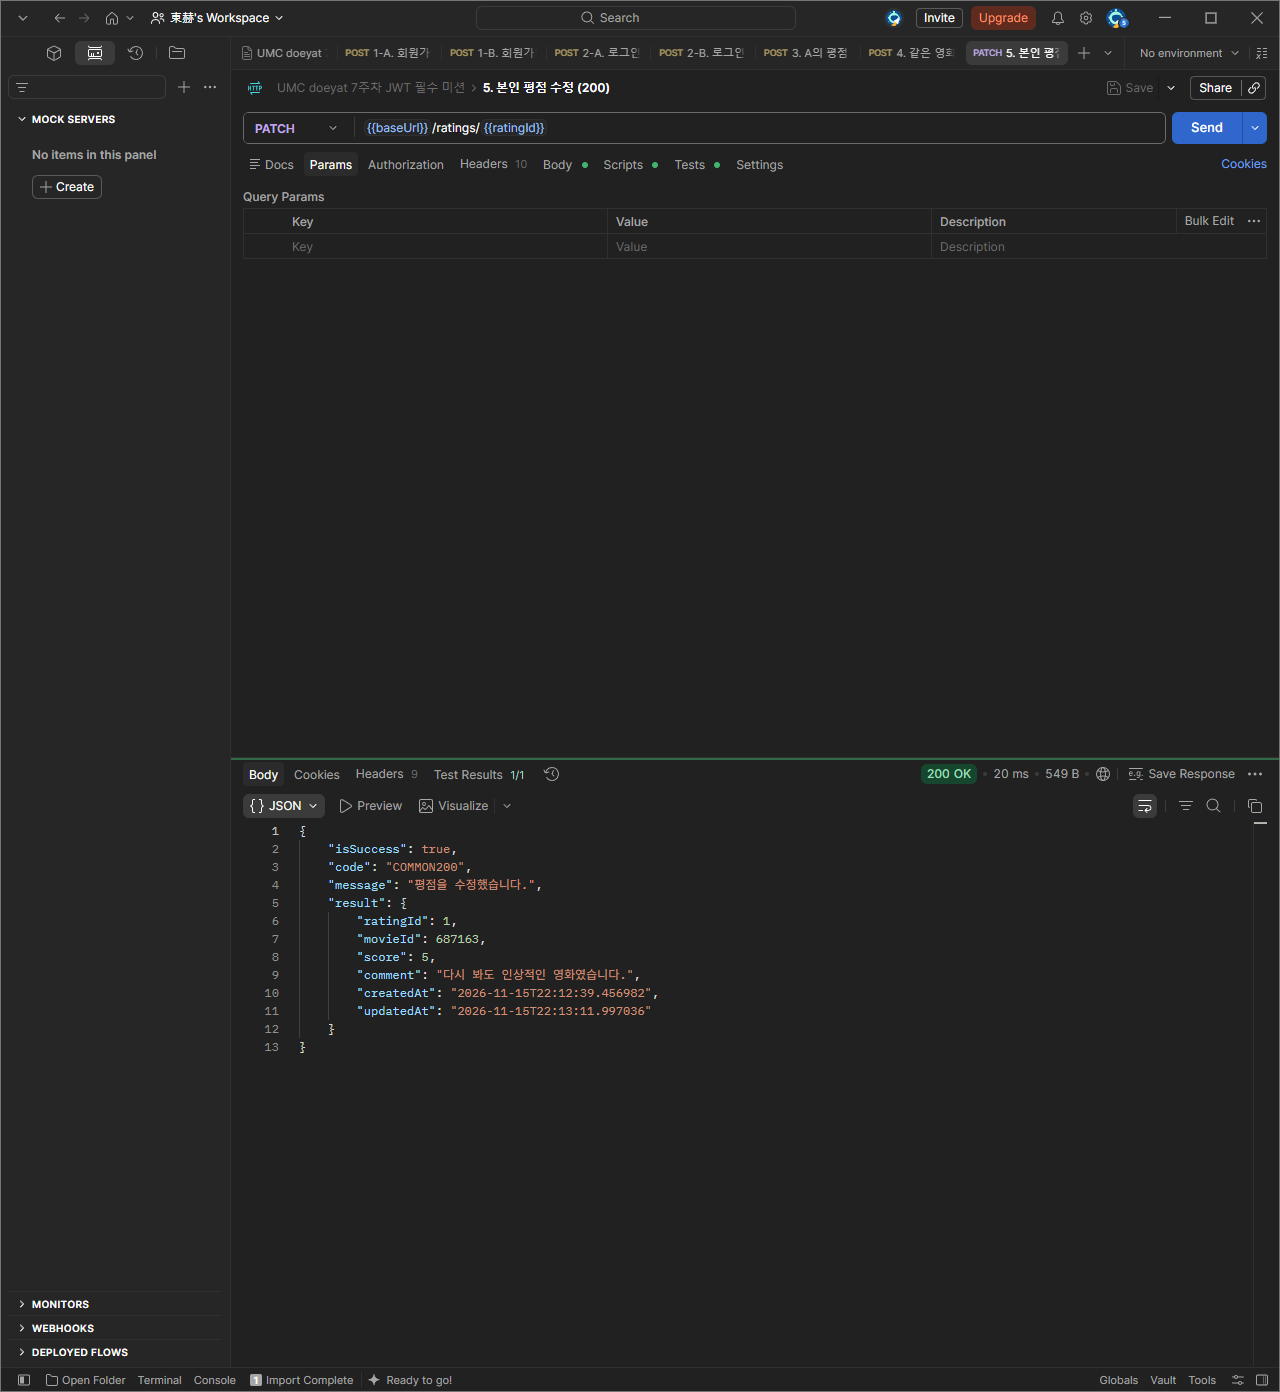 東赫's Workspace
Search
Invite
Upgrade
5
UMC doeyat
POST 1-A. 회원가
POST 1-B. 회원가
POST 2-A. 로그인
POST 2-B. 로그인
POST 3. A의 평점
POST 4. 같은 영화
PATCH 5. 본인 평점
No environment
HTTP
UMC doeyat 7주차 JWT 필수 미션 > 5. 본인 평점 수정 (200)
Save
Share
MOCK SERVERS
No items in this panel
Create
PATCH
{{baseUrl}} /ratings/ {{ratingId}}
Send
Docs
Params
Authorization
Headers 10
Body
Scripts
Tests
Settings
Cookies
Query Params
Key Value Description Bulk Edit
Key Value Description
Body
Cookies
Headers 9
Test Results 1/1
200 OK
20 ms
549 B
e.g. Save Response
{ } JSON
Preview
Visualize
1 {
2 "isSuccess": true,
3 "code": "COMMON200",
4 "message": "평점을 수정했습니다.",
5 "result": {
6 "ratingId": 1,
7 "movieId": 687163,
8 "score": 5,
9 "comment": "다시 봐도 인상적인 영화였습니다.",
10 "createdAt": "2026-11-15T22:12:39.456982",
11 "updatedAt": "2026-11-15T22:13:11.997036"
12 }
13 }
MONITORS
WEBHOOKS
DEPLOYED FLOWS
Open Folder
Terminal
Console
1 Import Complete
Ready to go!
Globals
Vault
Tools